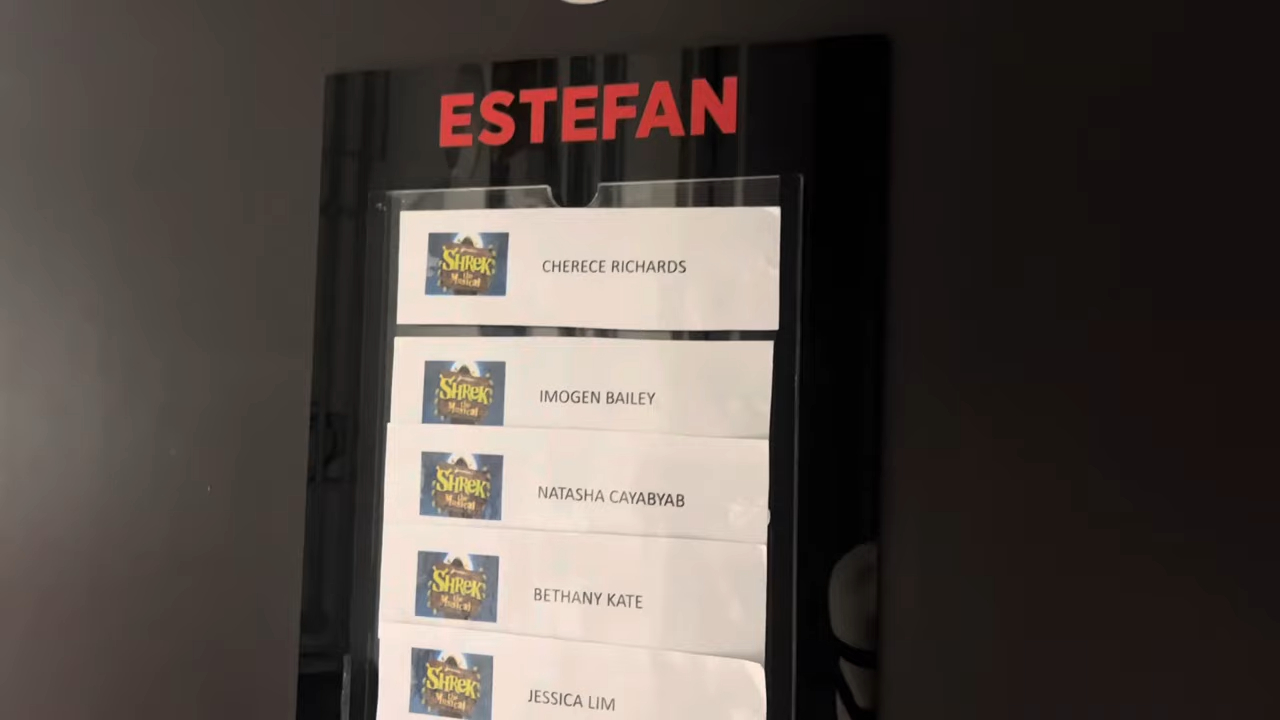 ESTEFAN
SHREK
the
Musical
CHERECE RICHARDS
SHREK
the
Musical
IMOGEN BAILEY
SHREK
the
Musical
NATASHA CAYABYAB
SHREK
the
Musical
BETHANY KATE
SHREK
the
Musical
JESSICA LIM